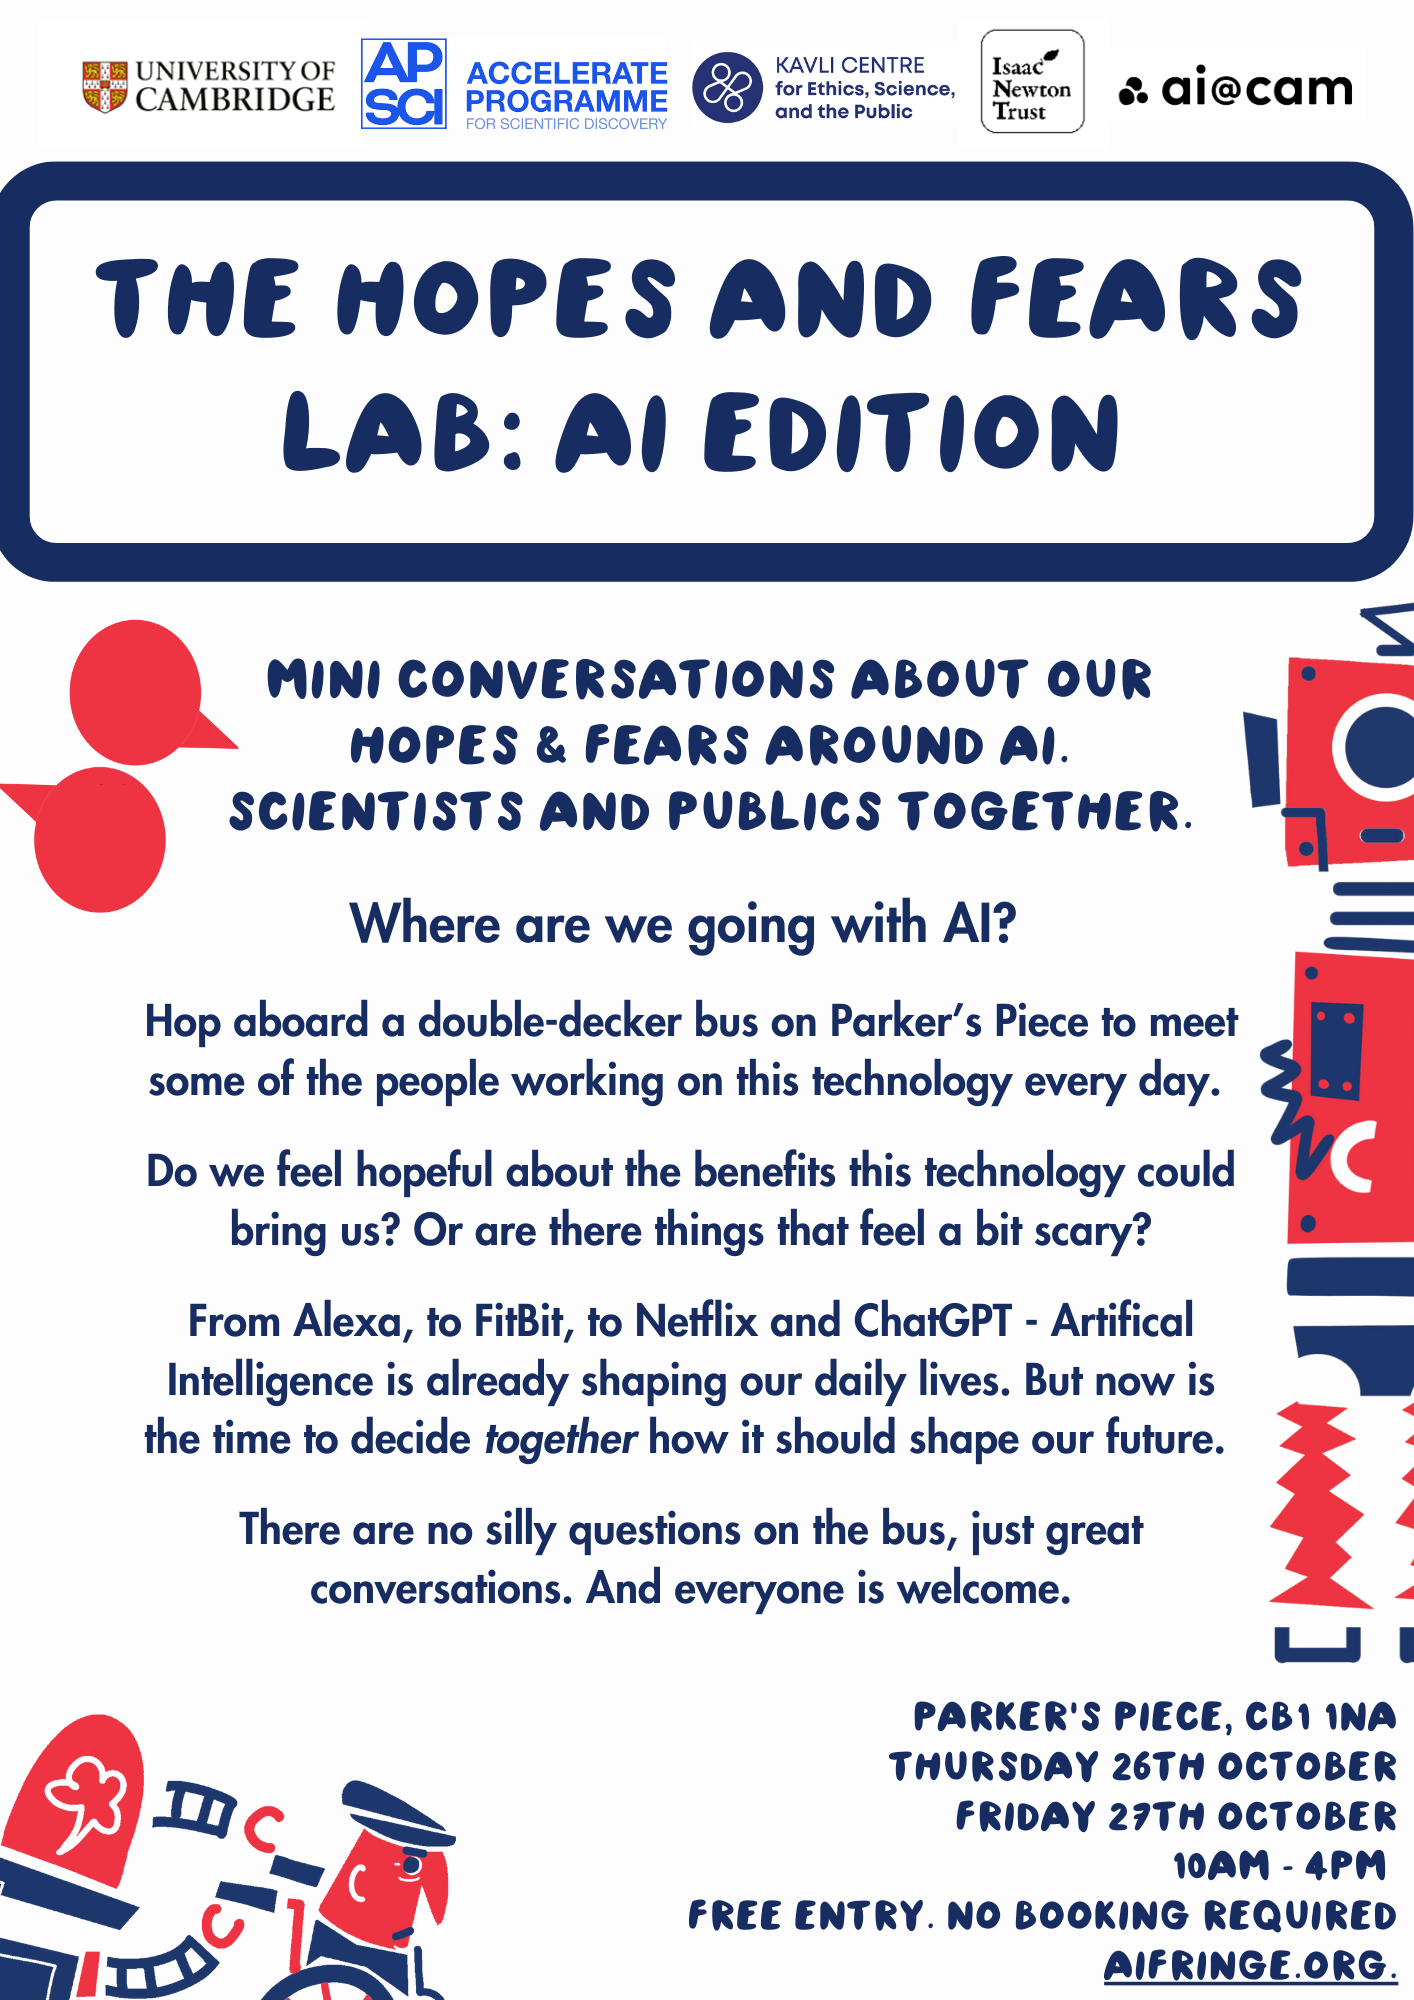 UNIVERSITY OF
CAMBRIDGE
AP
SCI
ACCELERATE
PROGRAMME
FOR SCIENTIFIC DISCOVERY
KAVLI CENTRE
for Ethics, Science,
and the Public
Isaac
Newton
Trust
ai@cam
THE HOPES AND FEARS
LAB: AI EDITION
MINI CONVERSATIONS ABOUT OUR
HOPES & FEARS AROUND AI.
SCIENTISTS AND PUBLICS TOGETHER.
Where are we going with AI?
Hop aboard a double-decker bus on Parker’s Piece to meet
some of the people working on this technology every day.
Do we feel hopeful about the benefits this technology could
bring us? Or are there things that feel a bit scary?
From Alexa, to FitBit, to Netflix and ChatGPT - Artifical
Intelligence is already shaping our daily lives. But now is
the time to decide together how it should shape our future.
There are no silly questions on the bus, just great
conversations. And everyone is welcome.
PARKER'S PIECE, CB1 1NA
THURSDAY 26TH OCTOBER
FRIDAY 27TH OCTOBER
10AM - 4PM
FREE ENTRY. NO BOOKING REQUIRED
AIFRINGE.ORG.